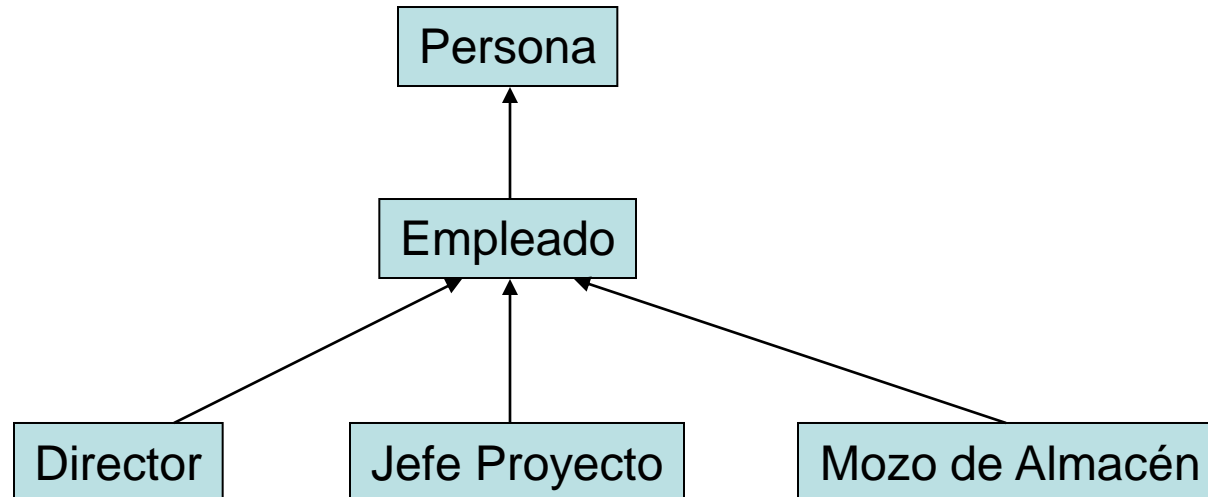 Persona
Empleado
Director
Jefe Proyecto
Mozo de Almacén